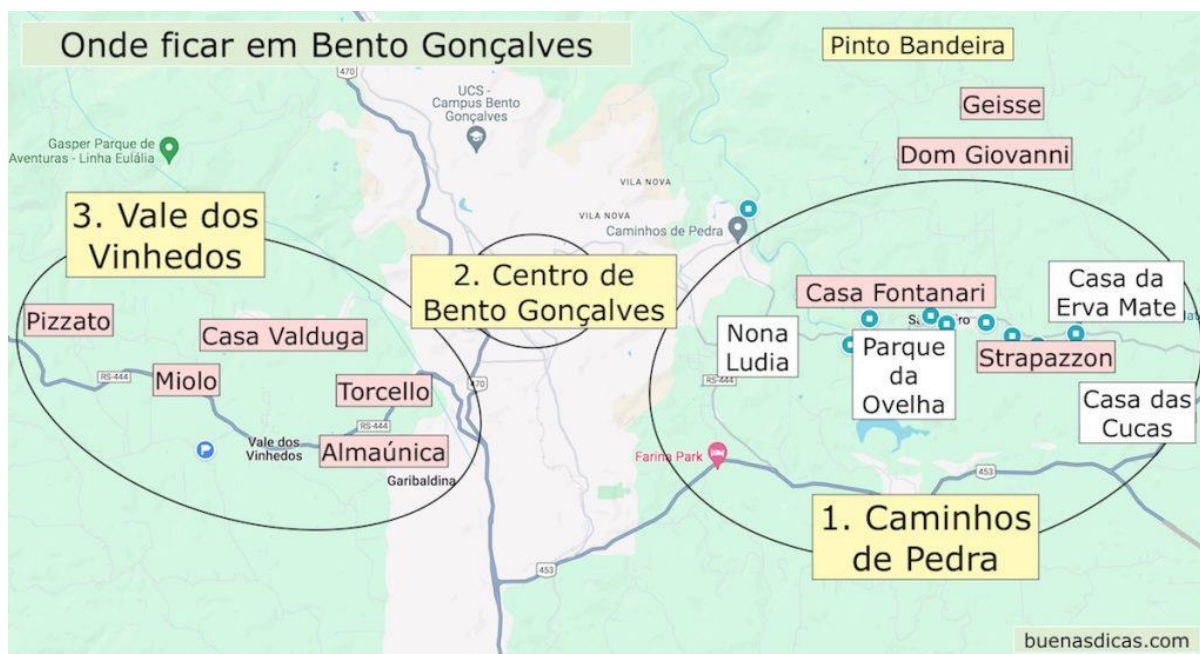 Onde ficar em Bento Gonçalves
Pinto Bandeira
470
UCS -
Campus Bento
Gonçalves
Geisse
Gasper Parque de
Aventuras - Linha Eulália
Dom Giovanni
VILA NOVA
3. Vale dos
Vinhedos
VILA NOVA
Caminhos de Pedra
2. Centro de
Bento Gonçalves
Casa Fontanari
Casa da
Erva Mate
Pizzato
Casa Valduga
Nona
Ludia
Parque
da
Ovelha
Strapazzon
RS-444
Miolo
Torcello
470
RS-444
Casa das
Cucas
RS-444
Vale dos
Vinhedos
Almaúnica
Garibaldina
Farina Park
453
1. Caminhos
de Pedra
453
buenasdicas.com